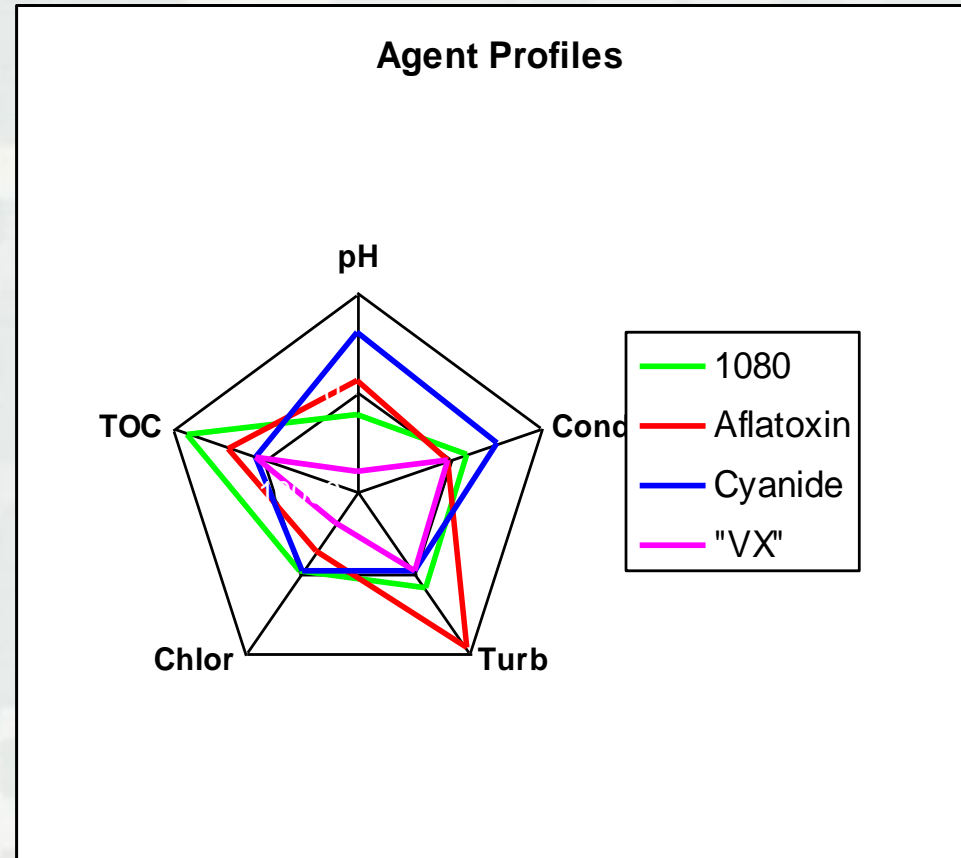 Agent Profiles
pH
TOC
Cond
Chlor
Turb
1080
Aflatoxin
Cyanide
"VX"